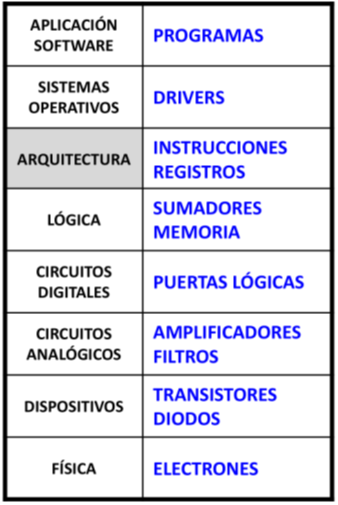 APLICACIÓN
SOFTWARE
PROGRAMAS
SISTEMAS
OPERATIVOS
DRIVERS
ARQUITECTURA
INSTRUCCIONES
REGISTROS
LÓGICA
SUMADORES
MEMORIA
CIRCUITOS
DIGITALES
PUERTAS LÓGICAS
CIRCUITOS
ANALÓGICOS
AMPLIFICADORES
FILTROS
DISPOSITIVOS
TRANSISTORES
DIODOS
FÍSICA
ELECTRONES